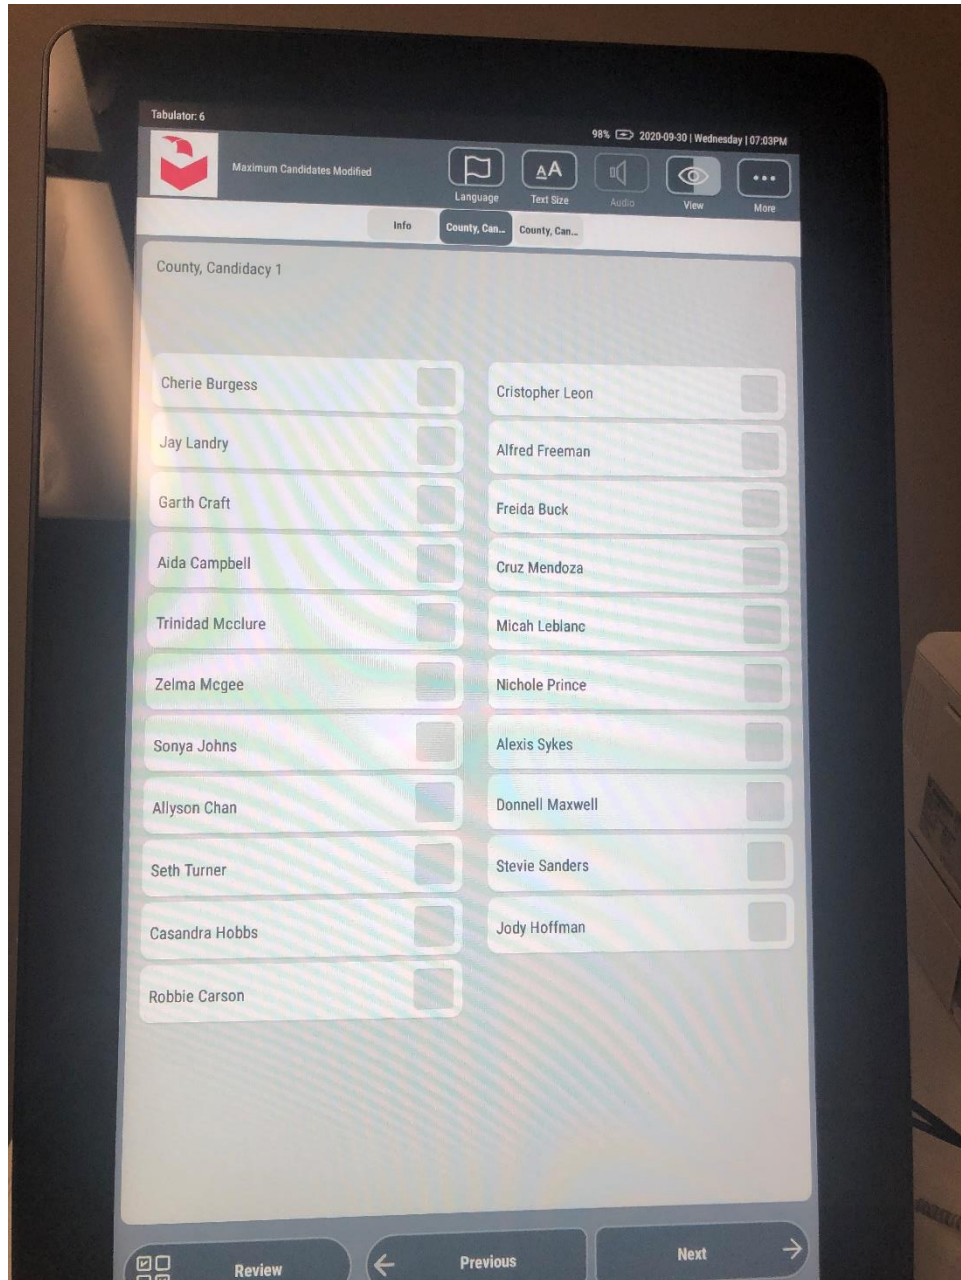 Tabulator: 6
98% 2020-09-30 | Wednesday | 07:03PM
Maximum Candidates Modified
Language
AA
Text Size
Audio
View
More
Info
County, Can...
County, Can...
County, Candidacy 1
Cherie Burgess
Jay Landry
Garth Craft
Aida Campbell
Trinidad Mcclure
Zelma Mcgee
Sonya Johns
Allyson Chan
Seth Turner
Casandra Hobbs
Robbie Carson
Cristopher Leon
Alfred Freeman
Freida Buck
Cruz Mendoza
Micah Leblanc
Nichole Prince
Alexis Sykes
Donnell Maxwell
Stevie Sanders
Jody Hoffman
Review
Previous
Next